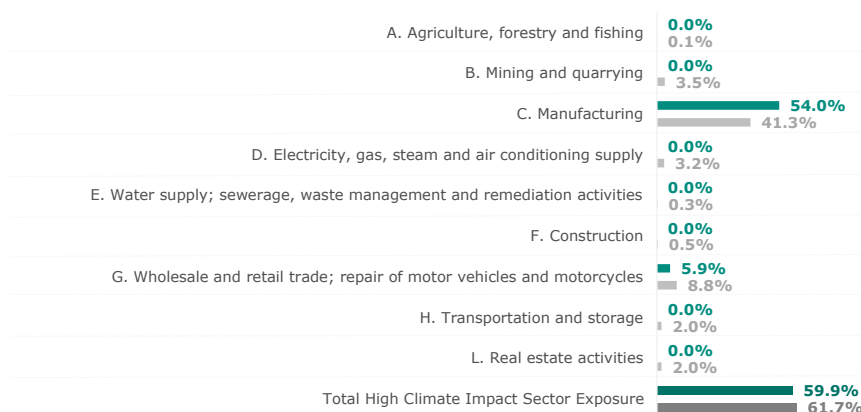 A. Agriculture, forestry and fishing
0.0%
0.1%
B. Mining and quarrying
0.0%
3.5%
C. Manufacturing
54.0%
41.3%
D. Electricity, gas, steam and air conditioning supply
0.0%
3.2%
E. Water supply; sewerage, waste management and remediation activities
0.0%
0.3%
F. Construction
0.0%
0.5%
G. Wholesale and retail trade; repair of motor vehicles and motorcycles
5.9%
8.8%
H. Transportation and storage
0.0%
2.0%
L. Real estate activities
0.0%
2.0%
Total High Climate Impact Sector Exposure
59.9%
61.7%